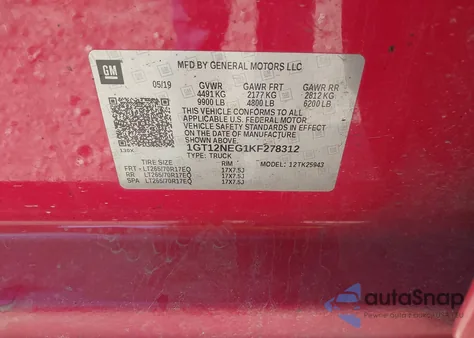 GM
MFD BY GENERAL MOTORS LLC
05/19 GVWR GAWR FRT GAWR RR
4491 KG 2177 KG 2812 KG
9900 LB 4800 LB 6200 LB
THIS VEHICLE CONFORMS TO ALL
APPLICABLE U.S. FEDERAL MOTOR
VEHICLE SAFETY STANDARDS IN EFFECT ON
THE DATE OF MANUFACTURE SHOWN ABOVE.
1GT12NEG1KF278312
TYPE: TRUCK
MODEL: 12TK25943
TIRE SIZE RIM
FRT - LT265/70R17EQ 17X7.5J
RR - LT265/70R17EQ 17X7.5J
SPA - LT265/70R17EQ 17X7.5J
autoSnap